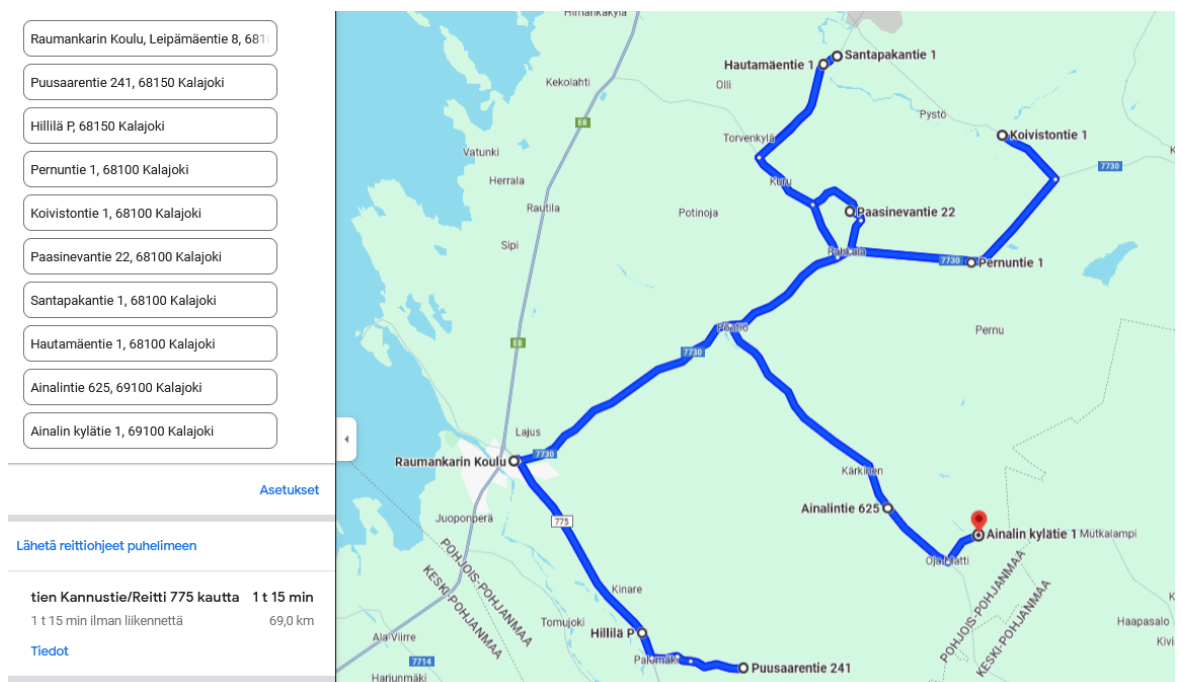 Raumankarin Koulu, Leipämäentie 8, 681
Puusaarentie 241, 68150 Kalajoki
Hillilä P, 68150 Kalajoki
Pernuntie 1, 68100 Kalajoki
Koivistontie 1, 68100 Kalajoki
Paasinevantie 22, 68100 Kalajoki
Santapakantie 1, 68100 Kalajoki
Hautamäentie 1, 68100 Kalajoki
Ainalintie 625, 69100 Kalajoki
Ainalin kylätie 1, 69100 Kalajoki
Asetukset
Lähetä reittiohjeet puhelimeen
tien Kannustie/Reitti 775 kautta 1 t 15 min
1 t 15 min ilman liikennettä 69,0 km
Tiedot
Himankakylä
Santapakantie 1
Hautamäentie 1
Kekolahti
Olli
Pystö
E8
Torvenkylä
Koivistontie 1
Vatunki
7730
Herrala
Kuru
Rautila
Potinoja
Paasinevantie 22
Sipi
Rahkala
7730
Pernuntie 1
Pöntiö
Pernu
E8
7730
Lajus
7730
Raumankarin Koulu
Kärkinen
Ainalintie 625
Juoponperä
775
Ainalin kylätie 1
Mutkalampi
OjatMatti
POHJOIS-POHJANMAA
KESKI-POHJANMAA
POHJOIS-POHJANMAA
KESKI-POHJANMAA
Kinare
Tomujoki
Hillilä P
Haapasalo
Ala-Viirre
Kivi
7714
Palomäki
Puusaarentie 241
Harjunmäki